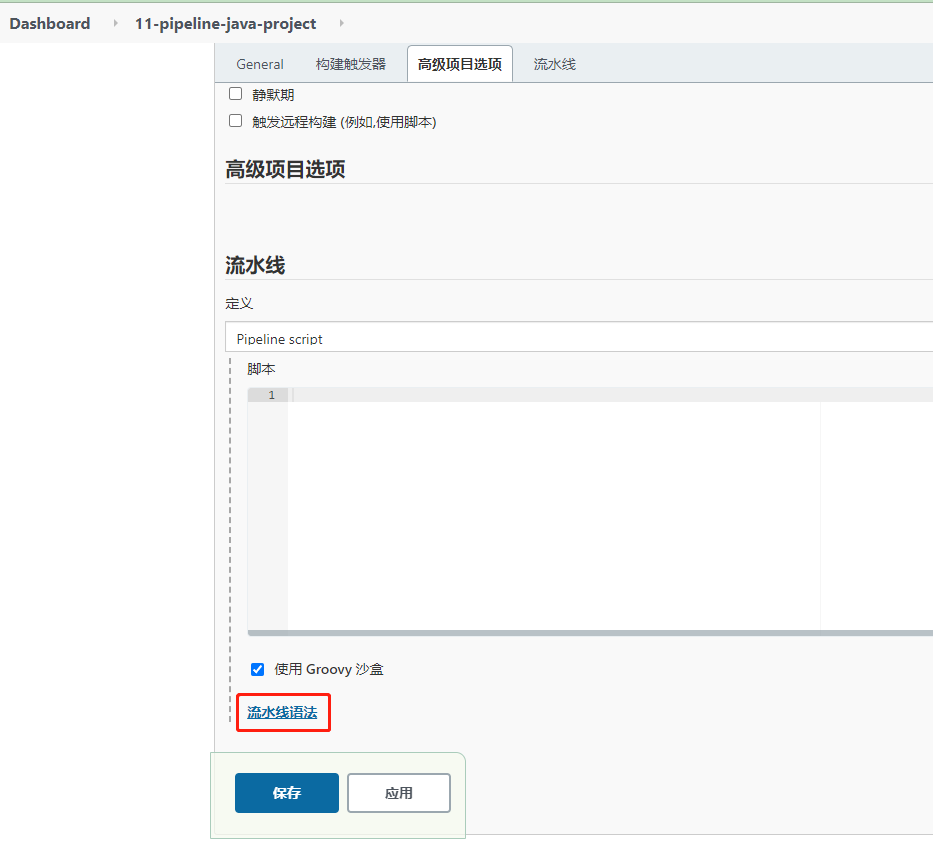 Dashboard 11-pipeline-java-project
General 构建触发器 高级项目选项 流水线
静默期
触发远程构建 (例如,使用脚本)
高级项目选项
流水线
定义
Pipeline script
脚本
1
使用 Groovy 沙盒
流水线语法
保存 应用